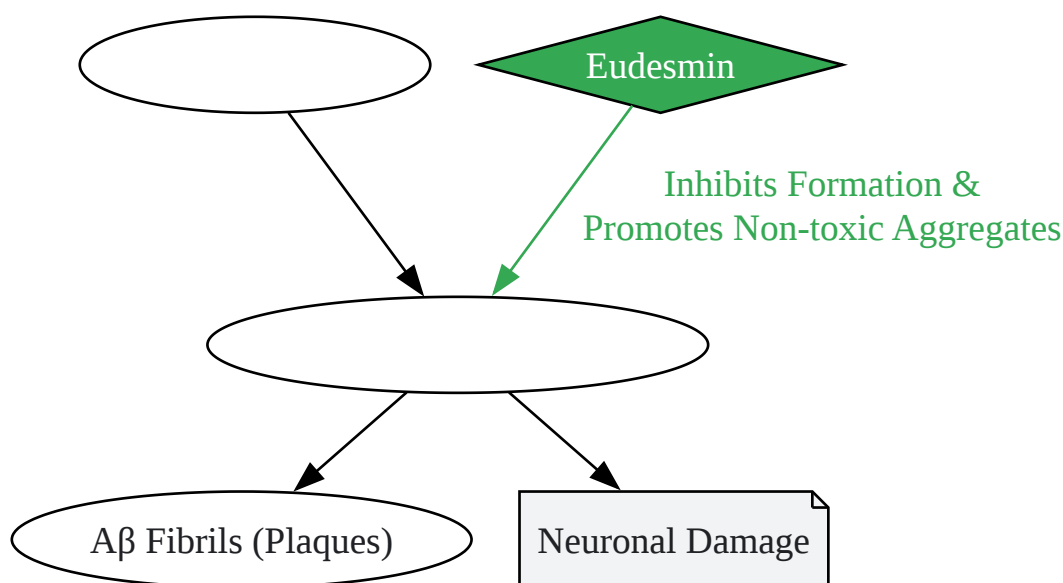 Eudesmin
Inhibits Formation &
Promotes Non-toxic Aggregates
Aβ Fibrils (Plaques)
Neuronal Damage